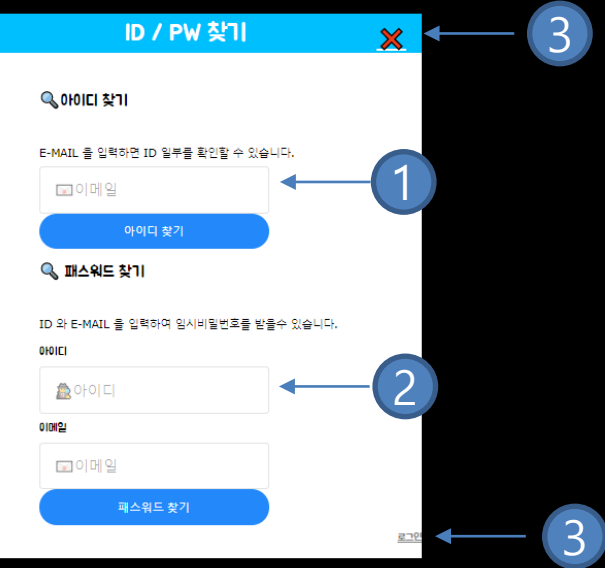 ID / PW 찾기
3
아이디 찾기
E-MAIL 을 입력하면 ID 일부를 확인할 수 있습니다.
이메일
1
아이디 찾기
패스워드 찾기
ID 와 E-MAIL 을 입력하여 임시비밀번호를 받을수 있습니다.
아이디
아이디
2
이메일
이메일
패스워드 찾기
로그인
3